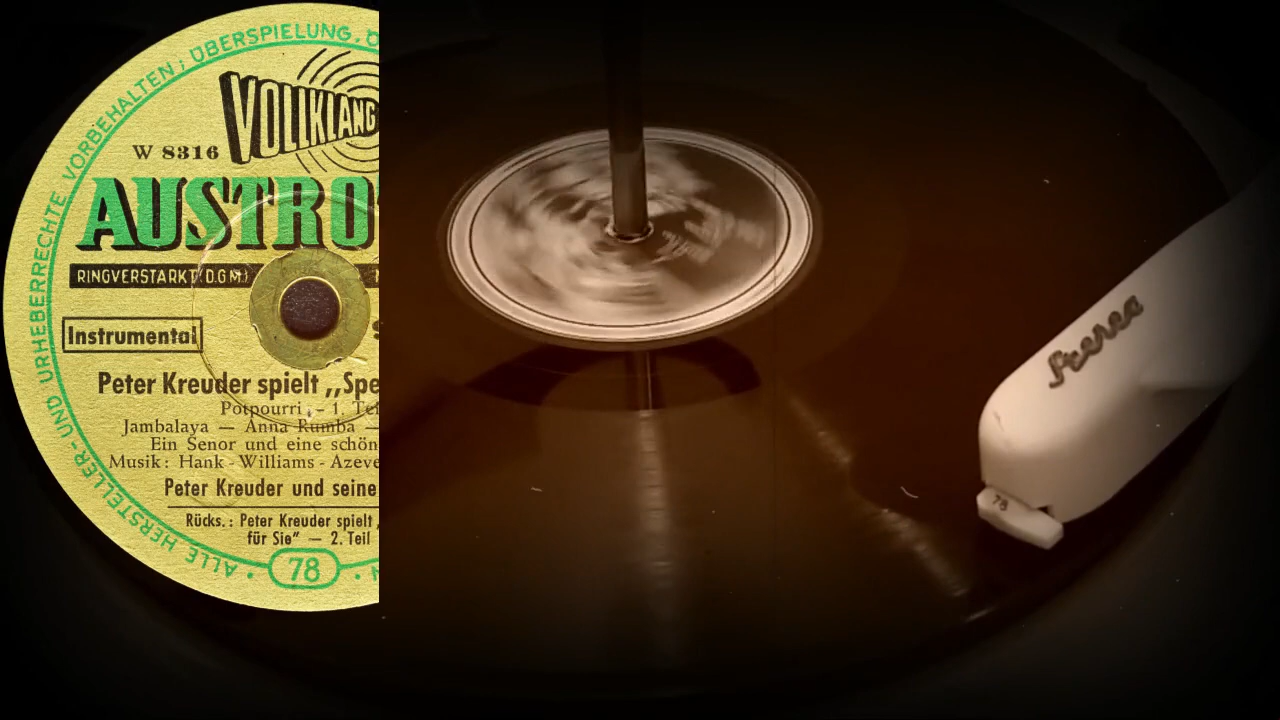 ALLE HERSTELLER- UND URHEBERRECHTE VORBEHALTEN; ÜBERSPIELUNG,
VOLLKLANG
W 8316
AUSTRO
RINGVERSTÄRKT (D.G.M.)
Instrumental
Peter Kreuder spielt „Spe
Potpourri - 1. Tei
Jambalaya — Anna Rumba —
Ein Senor und eine schön
Musik: Hank - Williams - Azeve
Peter Kreuder und seine
Rücks.: Peter Kreuder spielt „
für Sie" — 2. Teil
78
Stereo
78